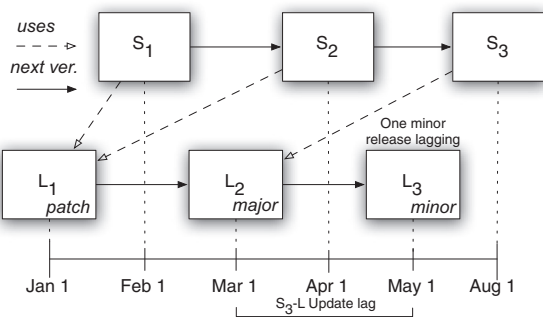 uses
next ver.
S1
S2
S3
One minor
release lagging
L1
patch
L2
major
L3
minor
Jan 1
Feb 1
Mar 1
Apr 1
May 1
Aug 1
S3-L Update lag